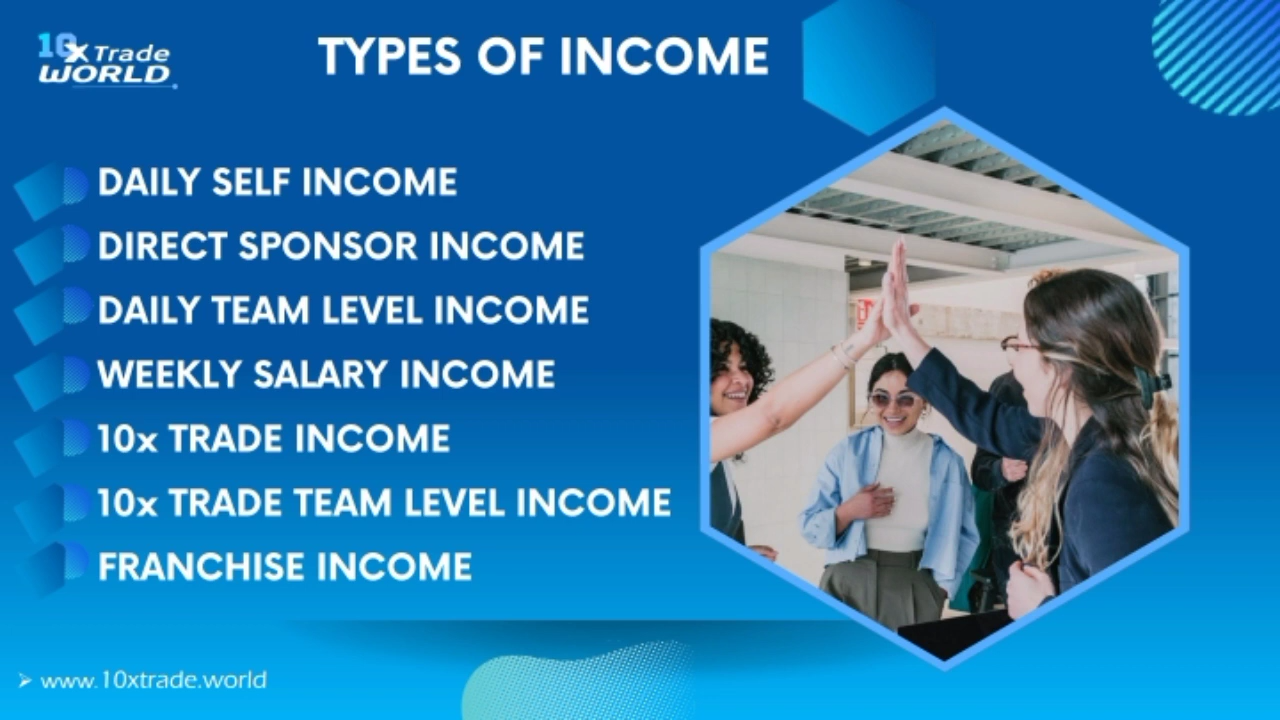 10x Trade
WORLD
TYPES OF INCOME
DAILY SELF INCOME
DIRECT SPONSOR INCOME
DAILY TEAM LEVEL INCOME
WEEKLY SALARY INCOME
10x TRADE INCOME
10x TRADE TEAM LEVEL INCOME
FRANCHISE INCOME
www.10xtrade.world